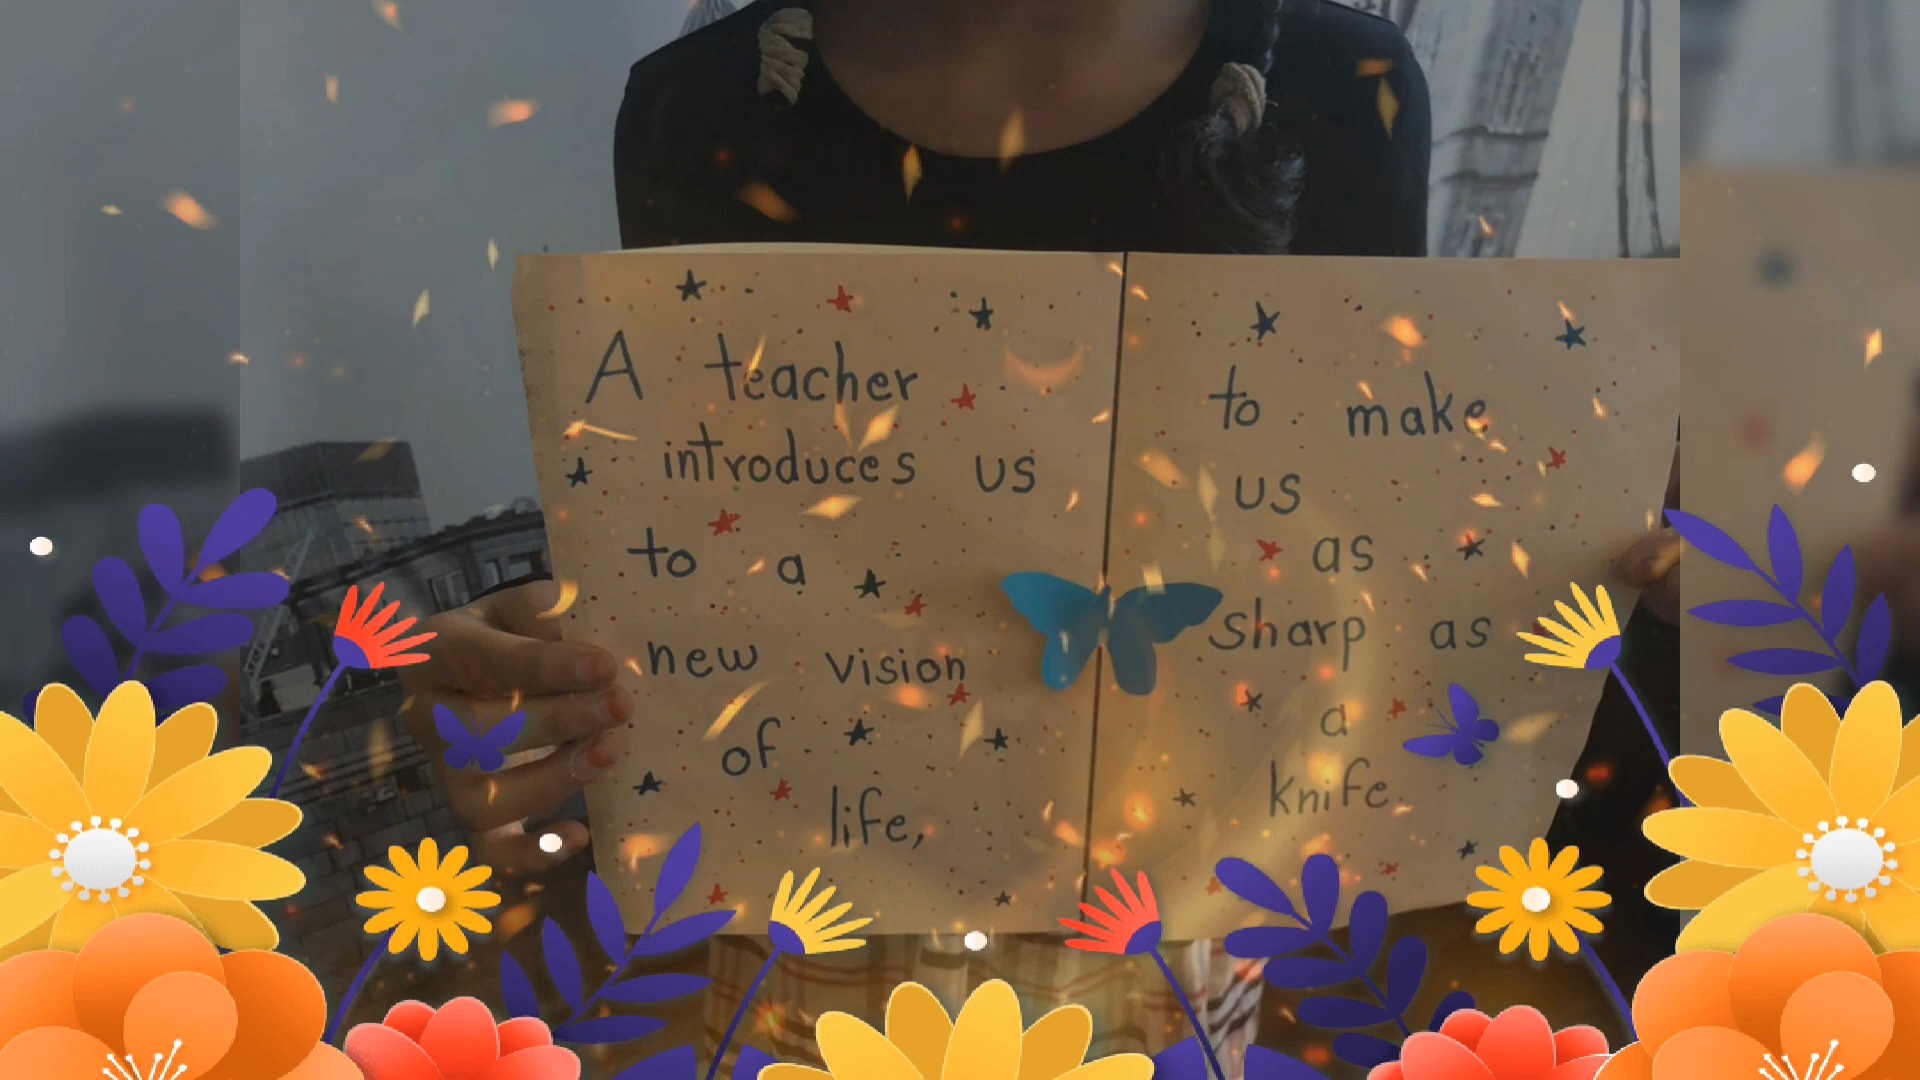 A teacher
introduces us
to a
new vision
of
life,
to make
us
as
sharp as
a
knife.